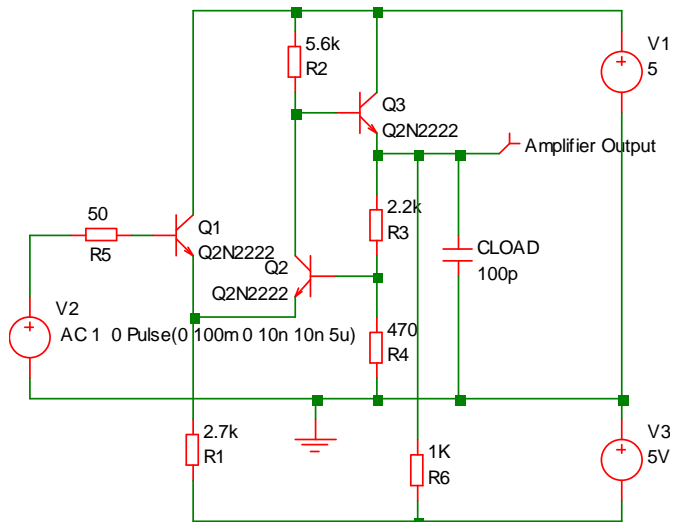 5.6k
R2
V1
5
Q3
Q2N2222
Amplifier Output
50
R5
Q1
Q2N2222
2.2k
R3
Q2
Q2N2222
CLOAD
100p
V2
AC 1 0 Pulse(0 100m 0 10n 10n 5u)
470
R4
2.7k
R1
1K
R6
V3
5V